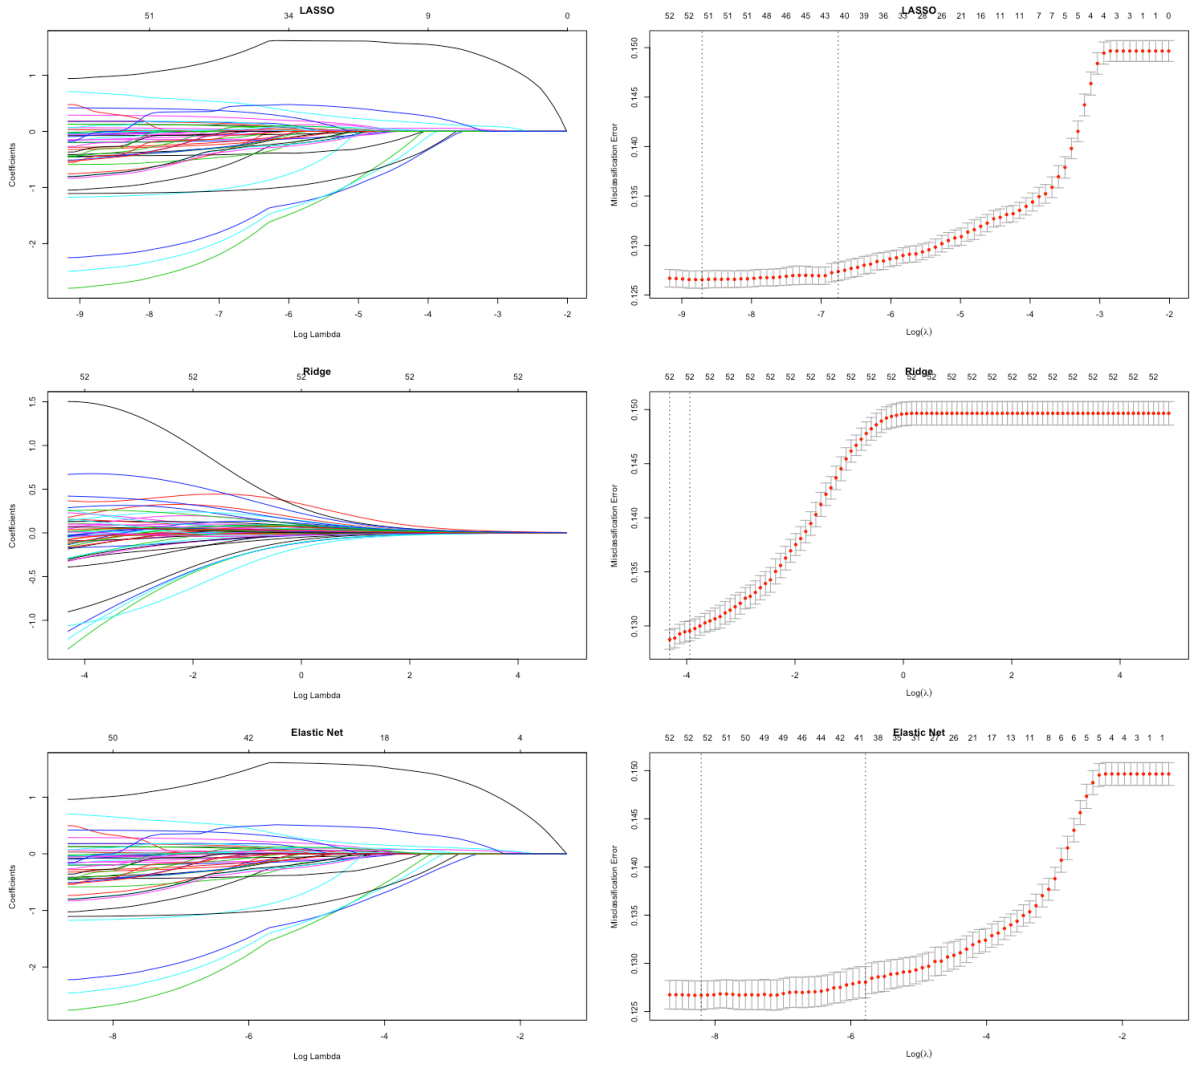 LASSO
51 34 9 0
Coefficients
1
0
-1
-2
-9 -8 -7 -6 -5 -4 -3 -2
Log Lambda
LASSO
52 52 51 51 51 48 46 45 43 40 39 36 33 28 26 21 16 11 11 7 7 5 4 3 3 1 1 0
Misclassification Error
0.150
0.145
0.140
0.135
0.130
0.125
-9 -8 -7 -6 -5 -4 -3 -2
Log(λ)
Ridge
52 52 52 52 52
Coefficients
1.5
1.0
0.5
0.0
-0.5
-1.0
-4 -2 0 2 4
Log Lambda
Ridge
52 52 52 52 52 52 52 52 52 52 52 52 52 52 52 52 52 52 52 52 52 52 52 52 52 52
Misclassification Error
0.150
0.145
0.140
0.135
0.130
-4 -2 0 2 4
Log(λ)
Elastic Net
50 42 18 4
Coefficients
1
0
-1
-2
-8 -6 -4 -2
Log Lambda
Elastic Net
52 52 52 51 50 49 49 46 44 42 41 38 35 31 27 26 21 17 13 11 8 6 5 5 4 4 3 1 1
Misclassification Error
0.150
0.145
0.140
0.135
0.130
0.125
-8 -6 -4 -2
Log(λ)